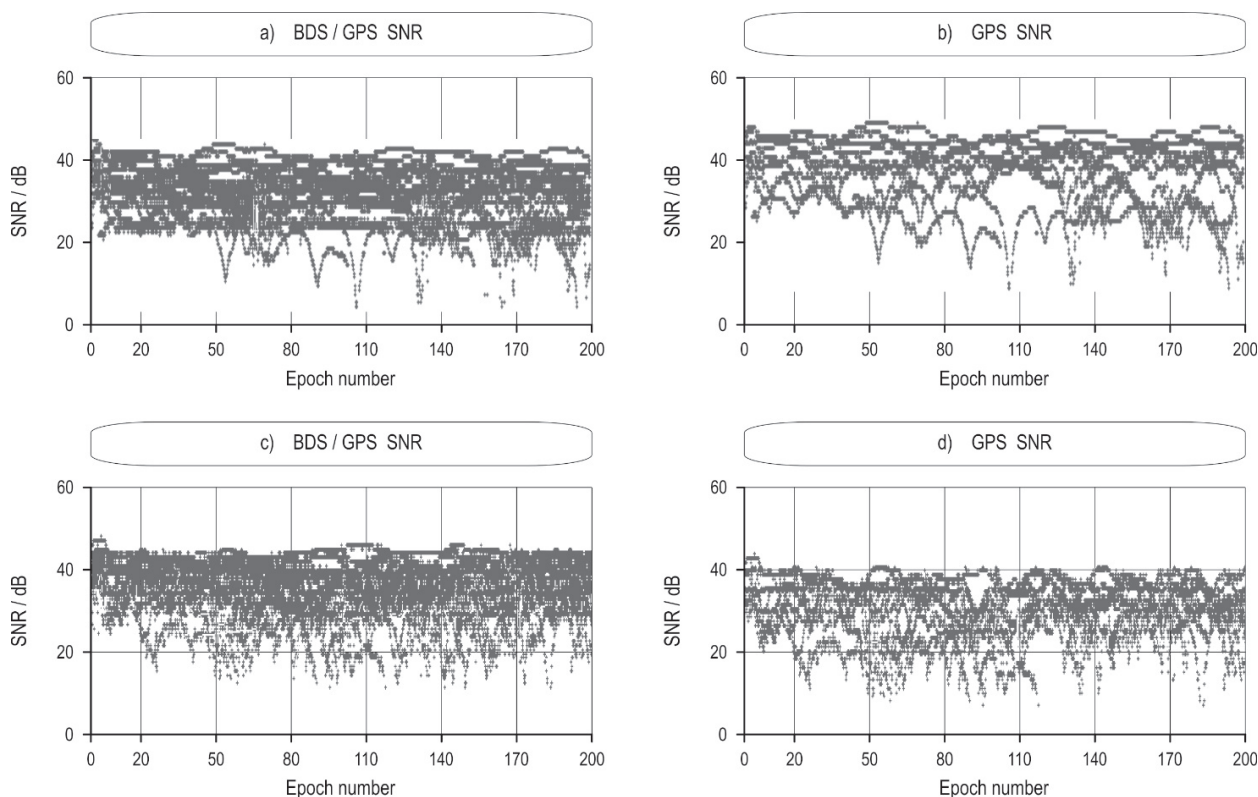 a) BDS / GPS SNR
SNR / dB
60
40
20
0
0 20 50 80 110 140 170 200
Epoch number
b) GPS SNR
SNR / dB
60
40
20
0
0 20 50 80 110 140 170 200
Epoch number
c) BDS / GPS SNR
SNR / dB
60
40
20
0
0 20 50 80 110 140 170 200
Epoch number
d) GPS SNR
SNR / dB
60
40
20
0
0 20 50 80 110 140 170 200
Epoch number